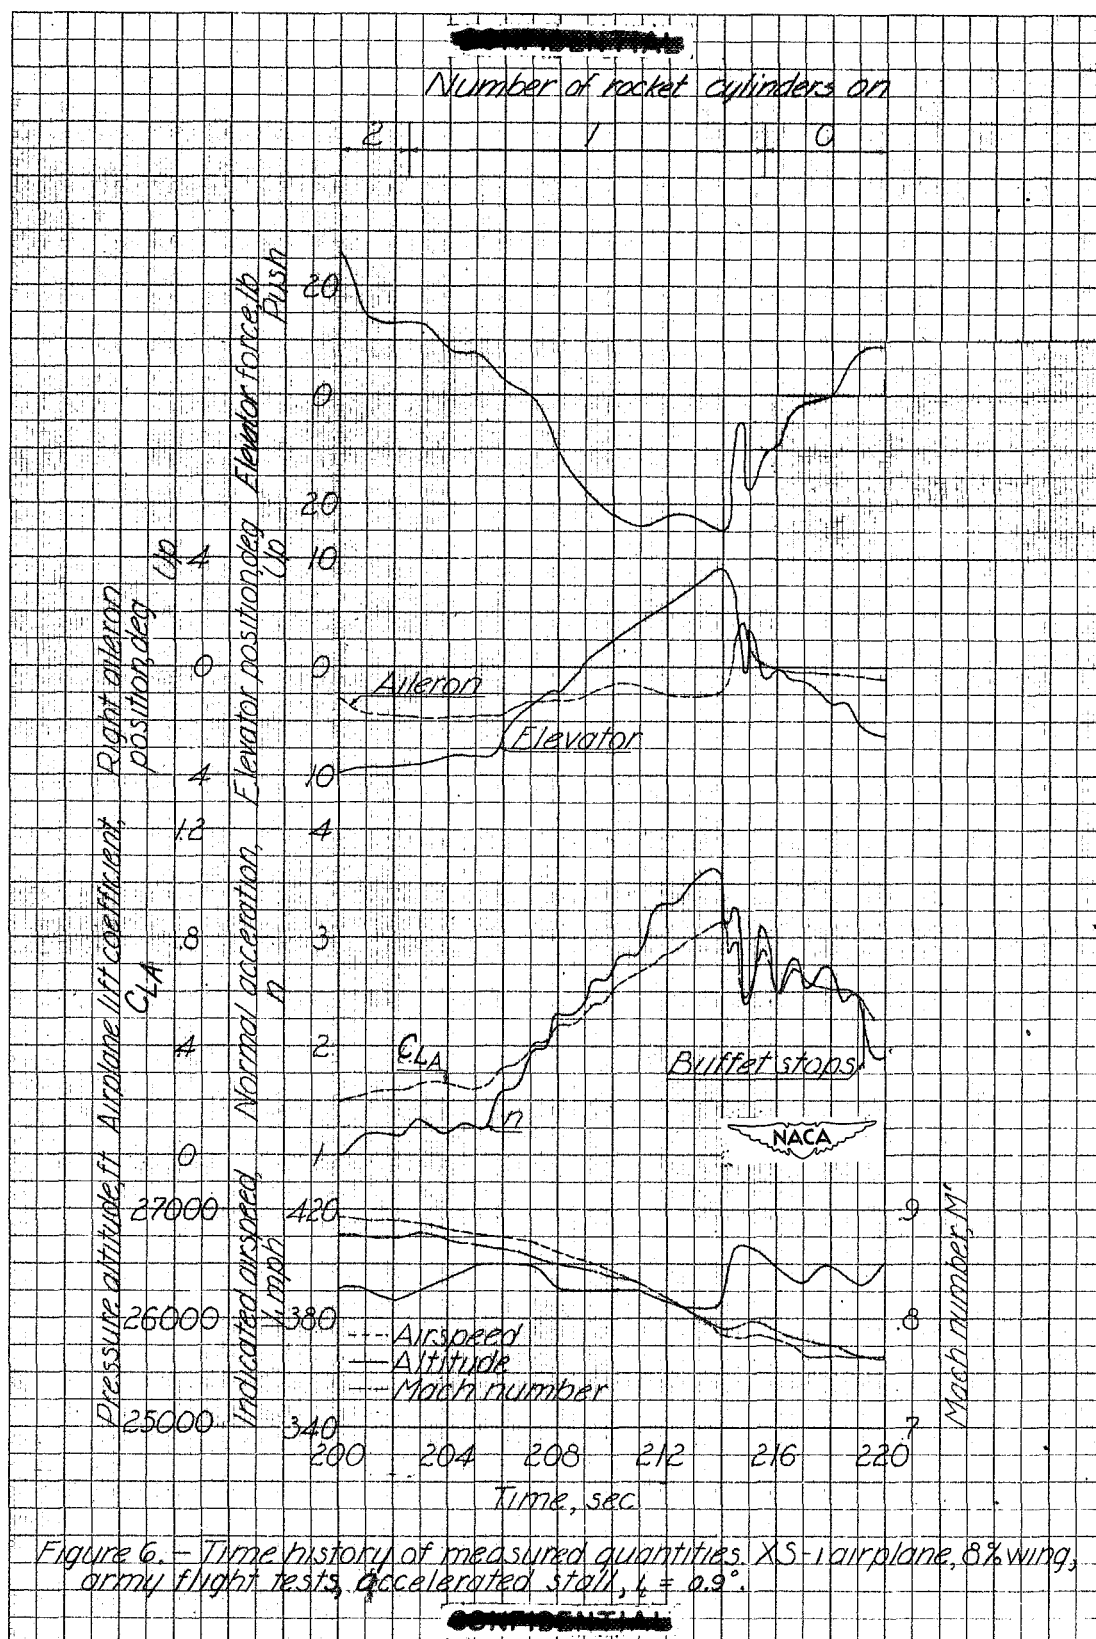 CONFIDENTIAL
Number of rocket cylinders on
2 1 0
Elevator force, lb
Push
20
0
20
Right aileron position, deg
Up
4
0
4
Elevator position, deg
Up
10
0
10
Aileron
Elevator
Airplane lift coefficient,
CLA
1.2
.8
.4
0
Normal acceration,
n
4
3
2
1
CLA
n
Buffet stops
NACA
Pressure altitude, ft
27000
26000
25000
Indicated airspeed,
V, mph
420
380
340
Mach number, M'
.9
.8
.7
Airspeed
Altitude
Mach number
200 204 208 212 216 220
Time, sec
Figure 6.– Time history of measured quantities. XS-1 airplane, 8% wing,
army flight tests, accelerated stall, = 0.9°.
CONFIDENTIAL